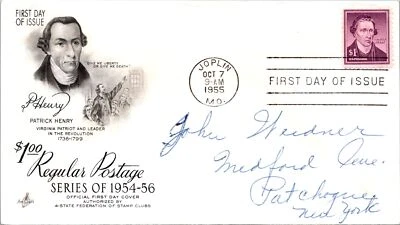 FIRST DAY
OF ISSUE
"GIVE ME LIBERTY
OR GIVE ME DEATH"
P. Henry
PATRICK HENRY
VIRGINIA PATRIOT AND LEADER
IN THE REVOLUTION
1736-1799
$1.00
Regular Postage
SERIES OF 1954-56
OFFICIAL FIRST DAY COVER
AUTHORIZED BY
4-STATE FEDERATION OF STAMP CLUBS
ArtCraft
JOPLIN
OCT 7
9-AM
1955
MO.
FIRST DAY OF ISSUE
$1
John Weidner
Medford Ave.
Patchogue
New York